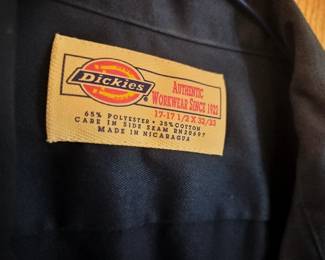 Dickies
AUTHENTIC
WORKWEAR SINCE 1922
17-17 1/2 X 32/33
65% POLYESTER • 35% COTTON
CARE IN SIDE SEAM RN20697
MADE IN NICARAGUA